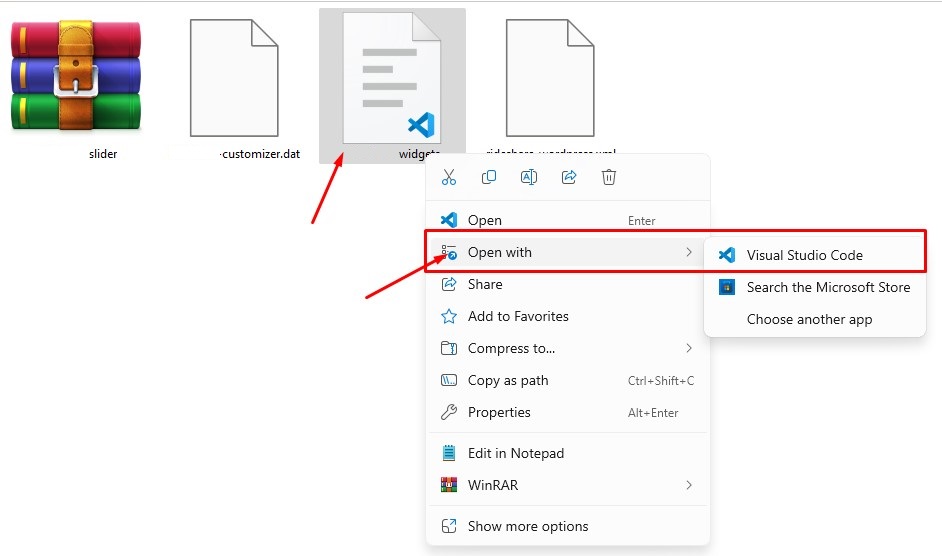 slider
-customizer.dat
widgets
Open Enter
Open with
Visual Studio Code
Share
Search the Microsoft Store
Add to Favorites
Choose another app
Compress to...
Copy as path Ctrl+Shift+C
Properties Alt+Enter
Edit in Notepad
WinRAR
Show more options